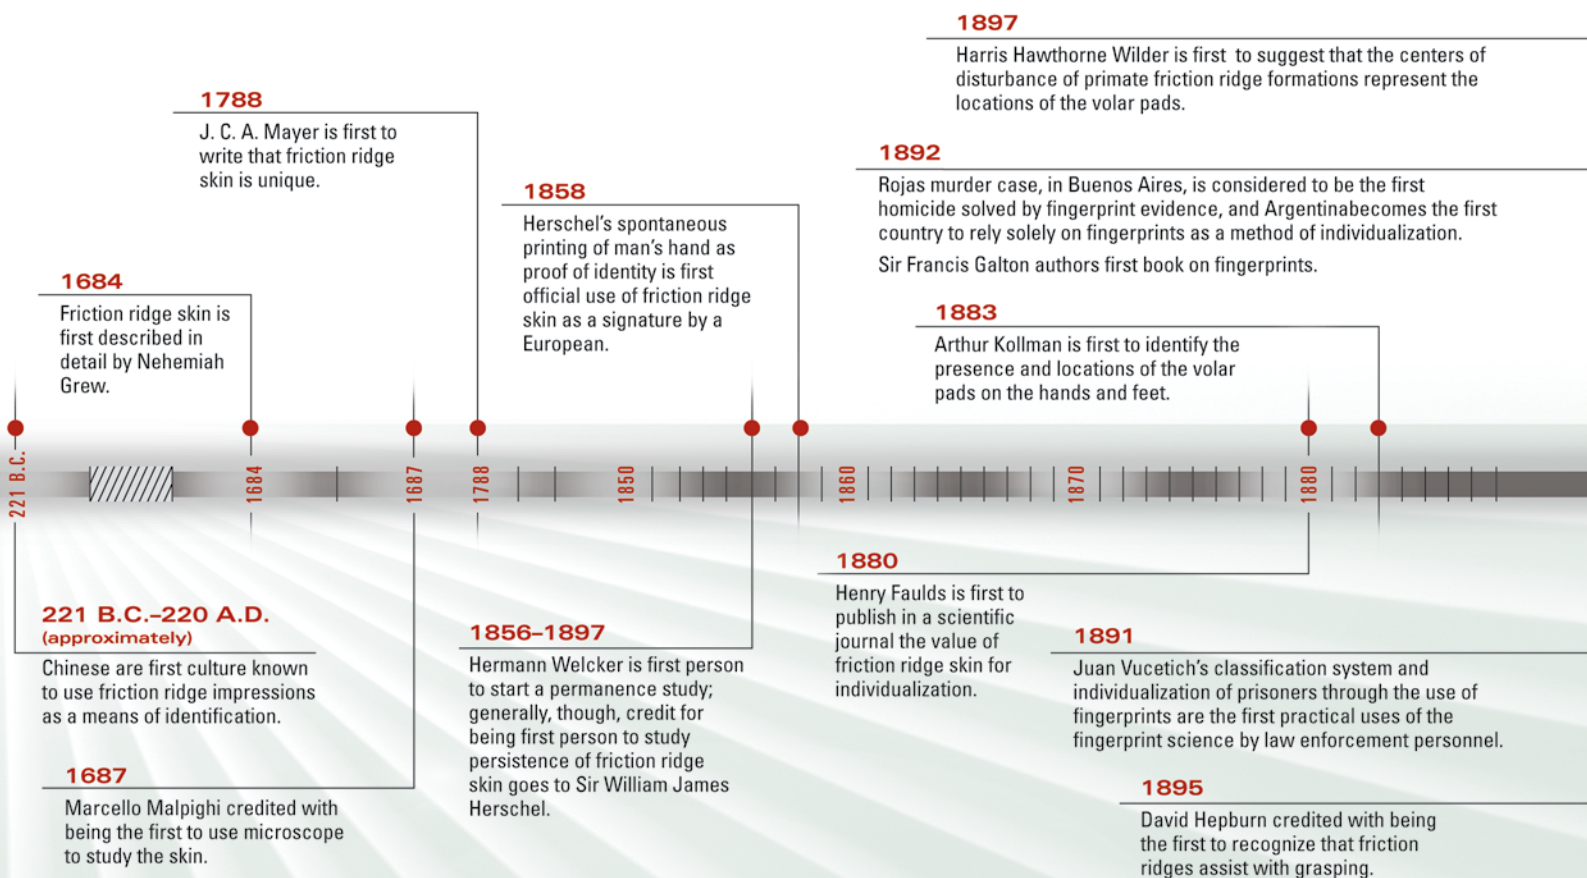 1897
Harris Hawthorne Wilder is first to suggest that the centers of
disturbance of primate friction ridge formations represent the
locations of the volar pads.
1788
J. C. A. Mayer is first to
write that friction ridge
skin is unique.
1892
Rojas murder case, in Buenos Aires, is considered to be the first
homicide solved by fingerprint evidence, and Argentinabecomes the first
country to rely solely on fingerprints as a method of individualization.
Sir Francis Galton authors first book on fingerprints.
1858
Herschel's spontaneous
printing of man's hand as
proof of identity is first
official use of friction ridge
skin as a signature by a
European.
1684
Friction ridge skin is
first described in
detail by Nehemiah
Grew.
1883
Arthur Kollman is first to identify the
presence and locations of the volar
pads on the hands and feet.
221 B.C.
1684
1687
1788
1850
1860
1870
1880
221 B.C.–220 A.D.
(approximately)
Chinese are first culture known
to use friction ridge impressions
as a means of identification.
1687
Marcello Malpighi credited with
being the first to use microscope
to study the skin.
1856–1897
Hermann Welcker is first person
to start a permanence study;
generally, though, credit for
being first person to study
persistence of friction ridge
skin goes to Sir William James
Herschel.
1880
Henry Faulds is first to
publish in a scientific
journal the value of
friction ridge skin for
individualization.
1891
Juan Vucetich's classification system and
individualization of prisoners through the use of
fingerprints are the first practical uses of the
fingerprint science by law enforcement personnel.
1895
David Hepburn credited with being
the first to recognize that friction
ridges assist with grasping.